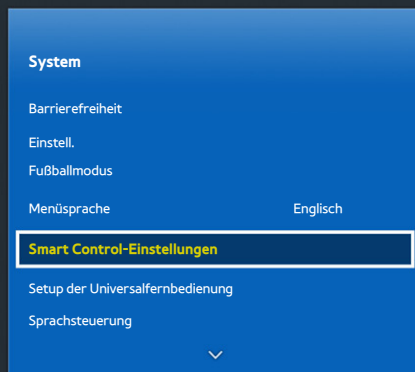 System
Barrierefreiheit
Einstell.
Fußballmodus
Menüsprache Englisch
Smart Control-Einstellungen
Setup der Universalfernbedienung
Sprachsteuerung